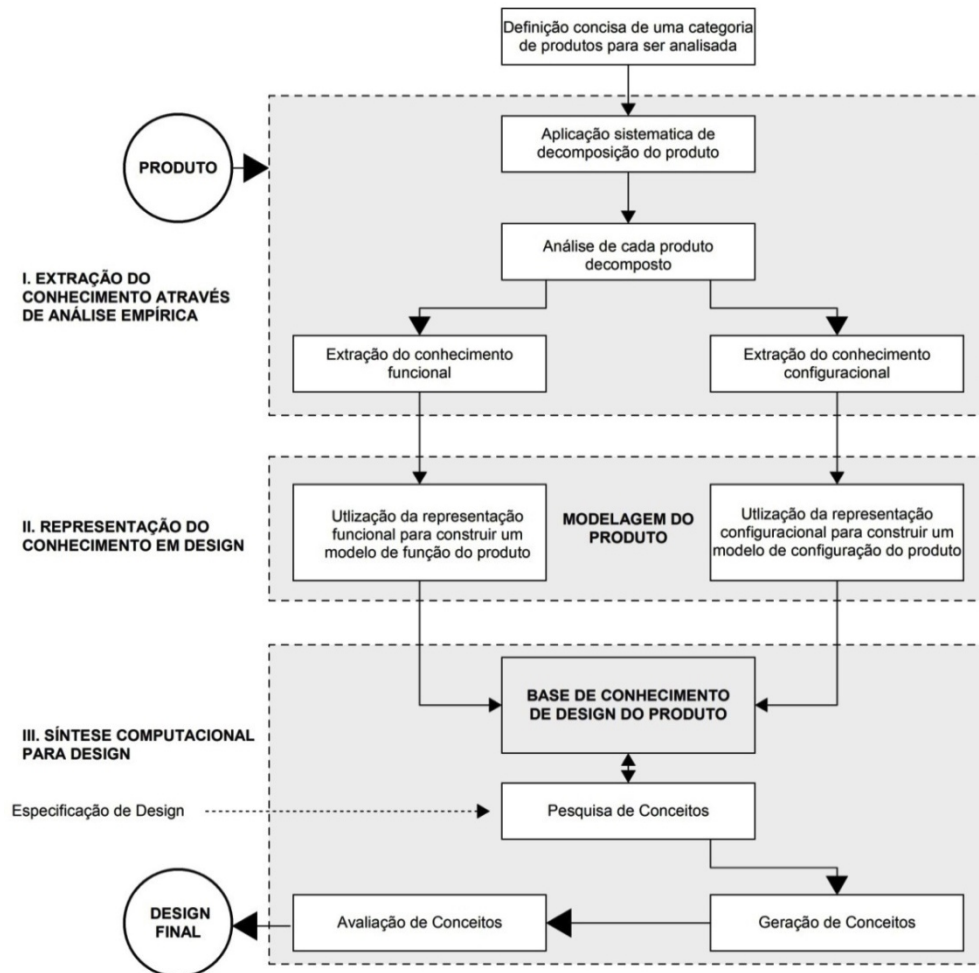 Definição concisa de uma categoria
de produtos para ser analisada
Aplicação sistematica de
decomposição do produto
PRODUTO
Análise de cada produto
decomposto
I. EXTRAÇÃO DO
CONHECIMENTO ATRAVÉS
DE ANÁLISE EMPÍRICA
Extração do conhecimento
funcional
Extração do conhecimento
configuracional
II. REPRESENTAÇÃO DO
CONHECIMENTO EM DESIGN
Utlização da representação
funcional para construir um
modelo de função do produto
MODELAGEM DO
PRODUTO
Utlização da representação
configuracional para construir um
modelo de configuração do produto
BASE DE CONHECIMENTO
DE DESIGN DO PRODUTO
III. SÍNTESE COMPUTACIONAL
PARA DESIGN
Especificação de Design
Pesquisa de Conceitos
DESIGN
FINAL
Avaliação de Conceitos
Geração de Conceitos